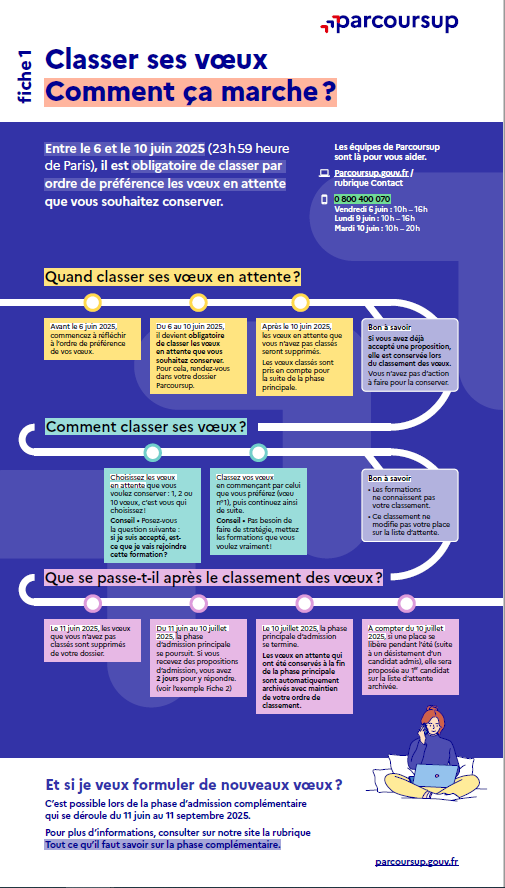 parcoursup
fiche 1
Classer ses vœux
Comment ça marche ?
Entre le 6 et le 10 juin 2025 (23 h 59 heure
de Paris), il est obligatoire de classer par
ordre de préférence les vœux en attente
que vous souhaitez conserver.
Les équipes de Parcoursup
sont là pour vous aider.
Parcoursup.gouv.fr /
rubrique Contact
0 800 400 070
Vendredi 6 juin : 10h – 16h
Lundi 9 juin : 10h – 16h
Mardi 10 juin : 10h – 20h
Quand classer ses vœux en attente ?
Avant le 6 juin 2025,
commencez à réfléchir
à l'ordre de préférence
de vos vœux.
Du 6 au 10 juin 2025,
il devient obligatoire
de classer les vœux
en attente que vous
souhaitez conserver.
Pour cela, rendez-vous
dans votre dossier
Parcoursup.
Après le 10 juin 2025,
les vœux en attente que
vous n'avez pas classés
seront supprimés.
Les vœux classés sont
pris en compte pour
la suite de la phase
principale.
Bon à savoir
Si vous avez déjà
accepté une proposition,
elle est conservée lors
du classement des vœux.
Vous n'avez pas d'action
à faire pour la conserver.
Comment classer ses vœux ?
Choisissez les vœux
en attente que vous
voulez conserver : 1, 2 ou
10 vœux, c'est vous qui
choisissez !
Conseil • Posez-vous
la question suivante :
si je suis accepté, est-
ce que je vais rejoindre
cette formation ?
Classez vos vœux
en commençant par celui
que vous préférez (vœu
n°1), puis continuez ainsi
de suite.
Conseil • Pas besoin de
faire de stratégie, mettez
les formations que vous
voulez vraiment !
Bon à savoir
• Les formations
ne connaissent pas
votre classement.
• Ce classement ne
modifie pas votre place
sur la liste d'attente.
Que se passe-t-il après le classement des vœux ?
Le 11 juin 2025, les vœux
que vous n'avez pas
classés sont supprimés
de votre dossier.
Du 11 juin au 10 juillet
2025, la phase
d'admission principale
se poursuit. Si vous
recevez des propositions
d'admission, vous avez
2 jours pour y répondre.
(voir l'exemple Fiche 2)
Le 10 juillet 2025, la phase
principale d'admission
se termine.
Les vœux en attente qui
ont été conservés à la fin
de la phase principale
sont automatiquement
archivés avec maintien
de votre ordre de
classement.
À compter du 10 juillet
2025, si une place se
libère pendant l'été (suite
à un désistement d'un
candidat admis), elle sera
proposée au 1er candidat
sur la liste d'attente
archivée.
Et si je veux formuler de nouveaux vœux ?
C'est possible lors de la phase d'admission complémentaire
qui se déroule du 11 juin au 11 septembre 2025.
Pour plus d'informations, consulter sur notre site la rubrique
Tout ce qu'il faut savoir sur la phase complémentaire.
parcoursup.gouv.fr